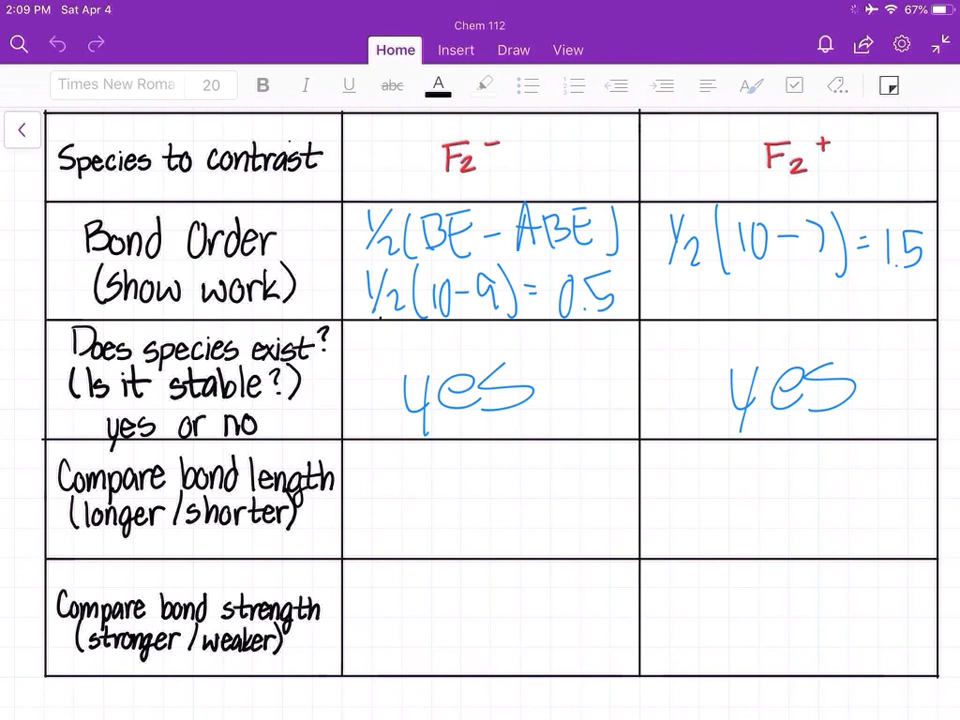 2:09 PM Sat Apr 4
67%
Chem 112
Home Insert Draw View
Times New Roma 20 B I U abc A
Species to contrast F2⁻ F2⁺
Bond Order
(Show work)
1/2(BE - ABE)
1/2(10-9) = 0.5
1/2(10-7) = 1.5
Does species exist?
(Is it stable?)
yes or no
yes
yes
Compare bond length
(longer/shorter)
Compare bond strength
(stronger/weaker)